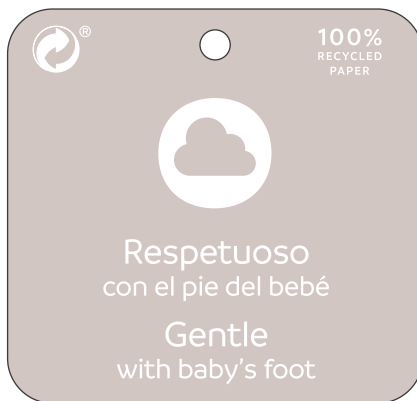 ®
100%
RECYCLED
PAPER
Respetuoso
con el pie del bebé
Gentle
with baby's foot